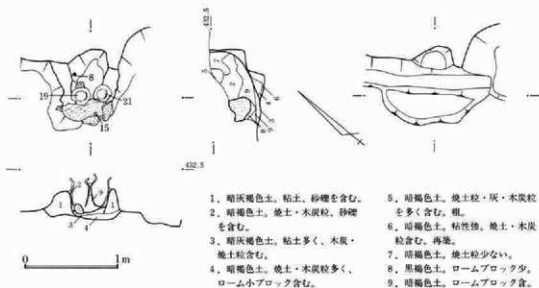 432.5
8
19
21
15
432.5
1m
0
1、暗灰褐色土。粘土、砂礫を含む。
2、暗褐色土。焼土・木炭粒、砂礫
を含む。
3、暗灰褐色土。粘土多く、木炭・
焼土粒含む。
4、暗褐色土。焼土・木炭粒多く、
ローム小ブロック含む。
5、暗褐色土。焼土粒・灰・木炭粒
を多く含む。粗。
6、暗褐色土。粘性強。焼土・木炭
粒含む。再築。
7、暗褐色土。焼土粒少ない。
8、黒褐色土。ロームブロック少。
9、暗褐色土。ロームブロック含。